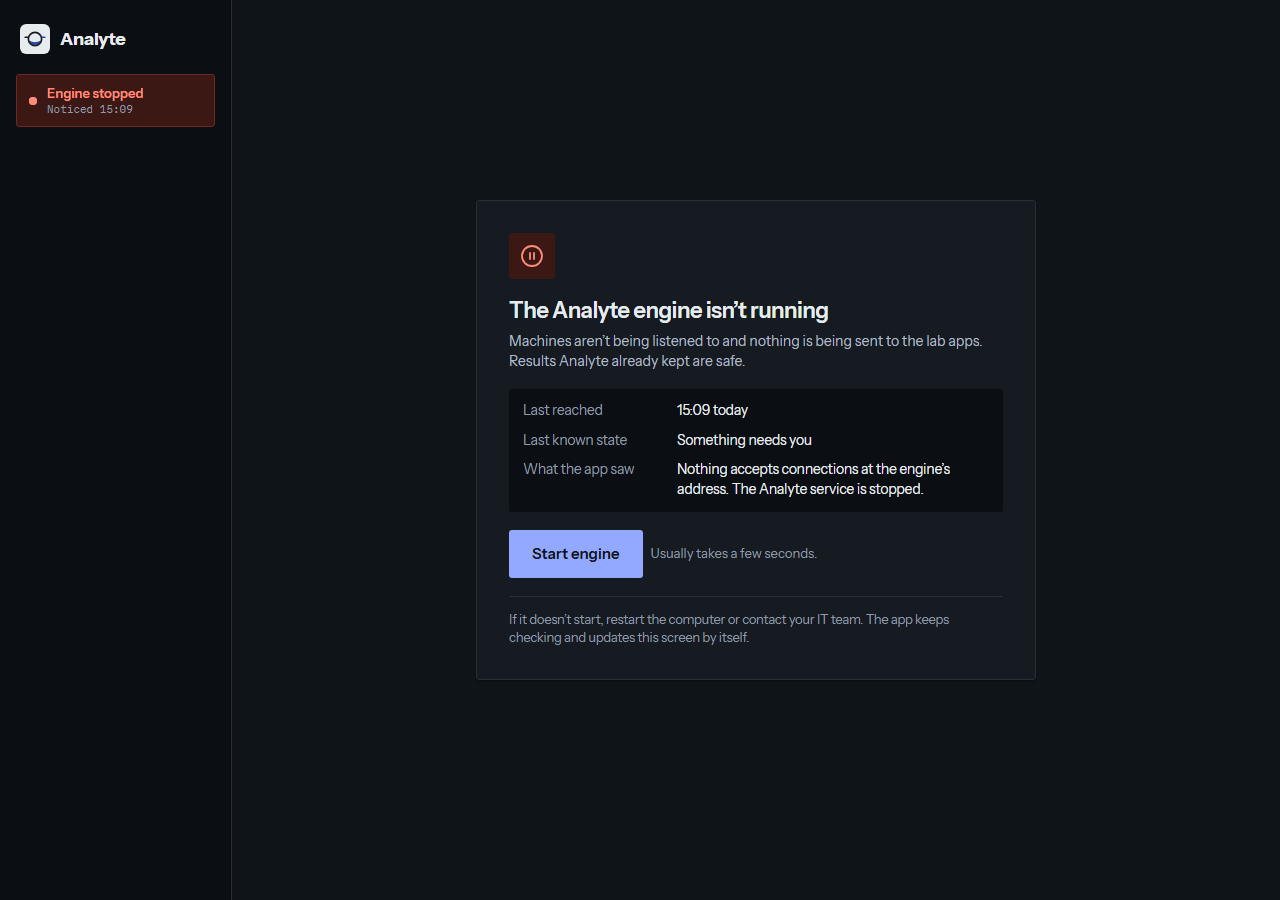 Analyte
Engine stopped
Noticed 15:09
The Analyte engine isn’t running
Machines aren’t being listened to and nothing is being sent to the lab apps.
Results Analyte already kept are safe.
Last reached 15:09 today
Last known state Something needs you
What the app saw Nothing accepts connections at the engine’s
address. The Analyte service is stopped.
Start engine Usually takes a few seconds.
If it doesn’t start, restart the computer or contact your IT team. The app keeps
checking and updates this screen by itself.